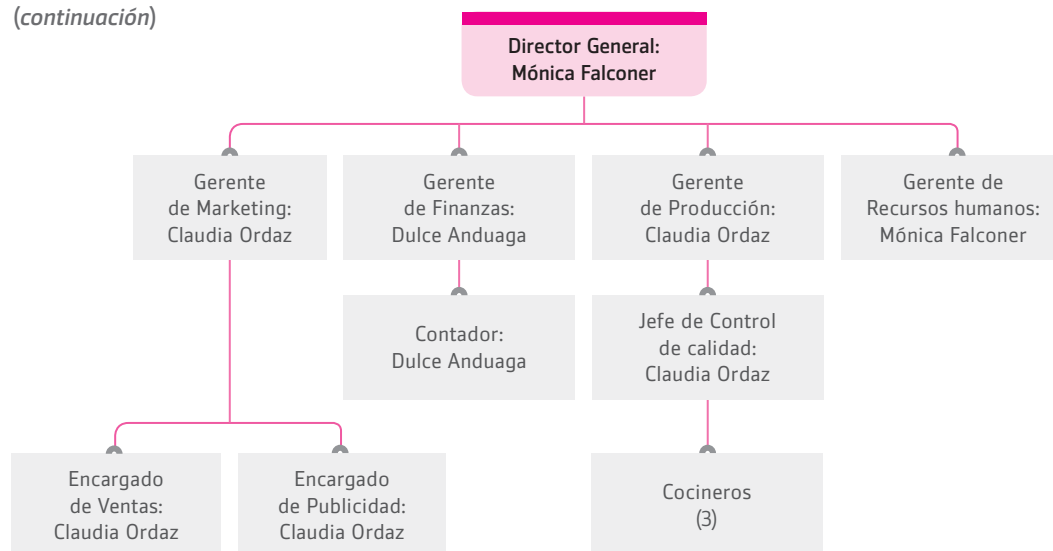 (continuación)
Director General:
Mónica Falconer
Gerente
de Marketing:
Claudia Ordaz
Gerente
de Finanzas:
Dulce Anduaga
Gerente
de Producción:
Claudia Ordaz
Gerente de
Recursos humanos:
Mónica Falconer
Contador:
Dulce Anduaga
Jefe de Control
de calidad:
Claudia Ordaz
Encargado
de Ventas:
Claudia Ordaz
Encargado
de Publicidad:
Claudia Ordaz
Cocineros
(3)